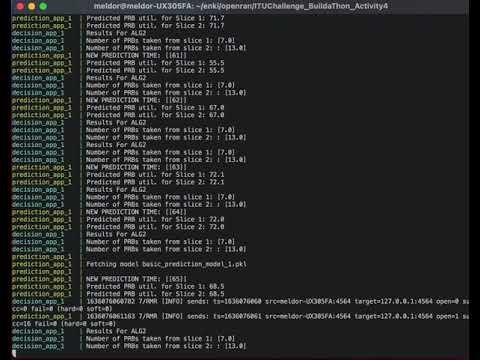 meldor@meldor-UX305FA: ~/enki/openran/ITUChallenge_BuildaThon_Activity4
prediction_app_1 | Predicted PRB util. for Slice 1: 71.7
prediction_app_1 | Predicted PRB util. for Slice 2: 71.7
decision_app_1 | Results For ALG2
decision_app_1 | Number of PRBs taken from slice 1: [7.0]
decision_app_1 | Number of PRBs taken from slice 2: : [13.0]
prediction_app_1 | NEW PREDICTION TIME: [[61]]
prediction_app_1 | Predicted PRB util. for Slice 1: 55.5
prediction_app_1 | Predicted PRB util. for Slice 2: 55.5
decision_app_1 | Results For ALG2
decision_app_1 | Number of PRBs taken from slice 1: [7.0]
decision_app_1 | Number of PRBs taken from slice 2: : [13.0]
prediction_app_1 | NEW PREDICTION TIME: [[62]]
prediction_app_1 | Predicted PRB util. for Slice 1: 67.0
prediction_app_1 | Predicted PRB util. for Slice 2: 67.0
decision_app_1 | Results For ALG2
decision_app_1 | Number of PRBs taken from slice 1: [7.0]
decision_app_1 | Number of PRBs taken from slice 2: : [13.0]
prediction_app_1 | NEW PREDICTION TIME: [[63]]
prediction_app_1 | Predicted PRB util. for Slice 1: 72.1
prediction_app_1 | Predicted PRB util. for Slice 2: 72.1
decision_app_1 | Results For ALG2
decision_app_1 | Number of PRBs taken from slice 1: [7.0]
decision_app_1 | Number of PRBs taken from slice 2: : [13.0]
prediction_app_1 | NEW PREDICTION TIME: [[64]]
prediction_app_1 | Predicted PRB util. for Slice 1: 72.0
prediction_app_1 | Predicted PRB util. for Slice 2: 72.0
decision_app_1 | Results For ALG2
decision_app_1 | Number of PRBs taken from slice 1: [7.0]
decision_app_1 | Number of PRBs taken from slice 2: : [13.0]
prediction_app_1 |
prediction_app_1 | Fetching model basic_prediction_model_1.pkl
prediction_app_1 |
prediction_app_1 | NEW PREDICTION TIME: [[65]]
prediction_app_1 | Predicted PRB util. for Slice 1: 68.5
prediction_app_1 | Predicted PRB util. for Slice 2: 68.5
decision_app_1 | 1636076060782 7/RMR [INFO] sends: ts=1636076060 src=meldor-UX305FA:4564 target=127.0.0.1:4564 open=0 su
cc=0 fail=0 (hard=0 soft=0)
prediction_app_1 | 1636076061163 7/RMR [INFO] sends: ts=1636076061 src=meldor-UX305FA:4564 target=127.0.0.1:4560 open=1 su
cc=16 fail=0 (hard=0 soft=0)
decision_app_1 | Results For ALG2
decision_app_1 | Number of PRBs taken from slice 1: [7.0]
decision_app_1 | Number of PRBs taken from slice 2: : [13.0]